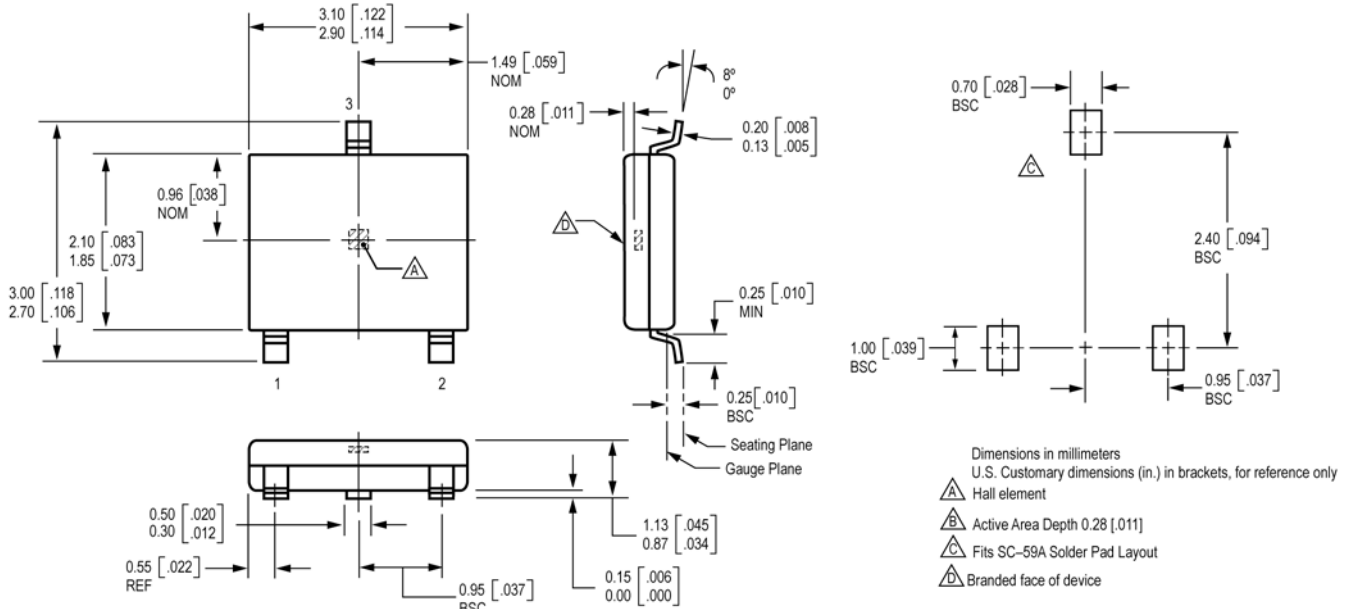 3.10 [.122]
2.90 [.114]
1.49 [.059]
NOM
3
0.96 [.038]
NOM
2.10 [.083]
1.85 [.073]
3.00 [.118]
2.70 [.106]
A
1
2
8º
0º
0.28 [.011]
NOM
0.20 [.008]
0.13 [.005]
D
0.25 [.010]
MIN
0.25 [.010]
BSC
Seating Plane
Gauge Plane
0.70 [.028]
BSC
C
2.40 [.094]
BSC
1.00 [.039]
BSC
0.95 [.037]
BSC
0.50 [.020]
0.30 [.012]
0.55 [.022]
REF
0.95 [.037]
BSC
1.13 [.045]
0.87 [.034]
0.15 [.006]
0.00 [.000]
Dimensions in millimeters
U.S. Customary dimensions (in.) in brackets, for reference only
A Hall element
B Active Area Depth 0.28 [.011]
C Fits SC–59A Solder Pad Layout
D Branded face of device